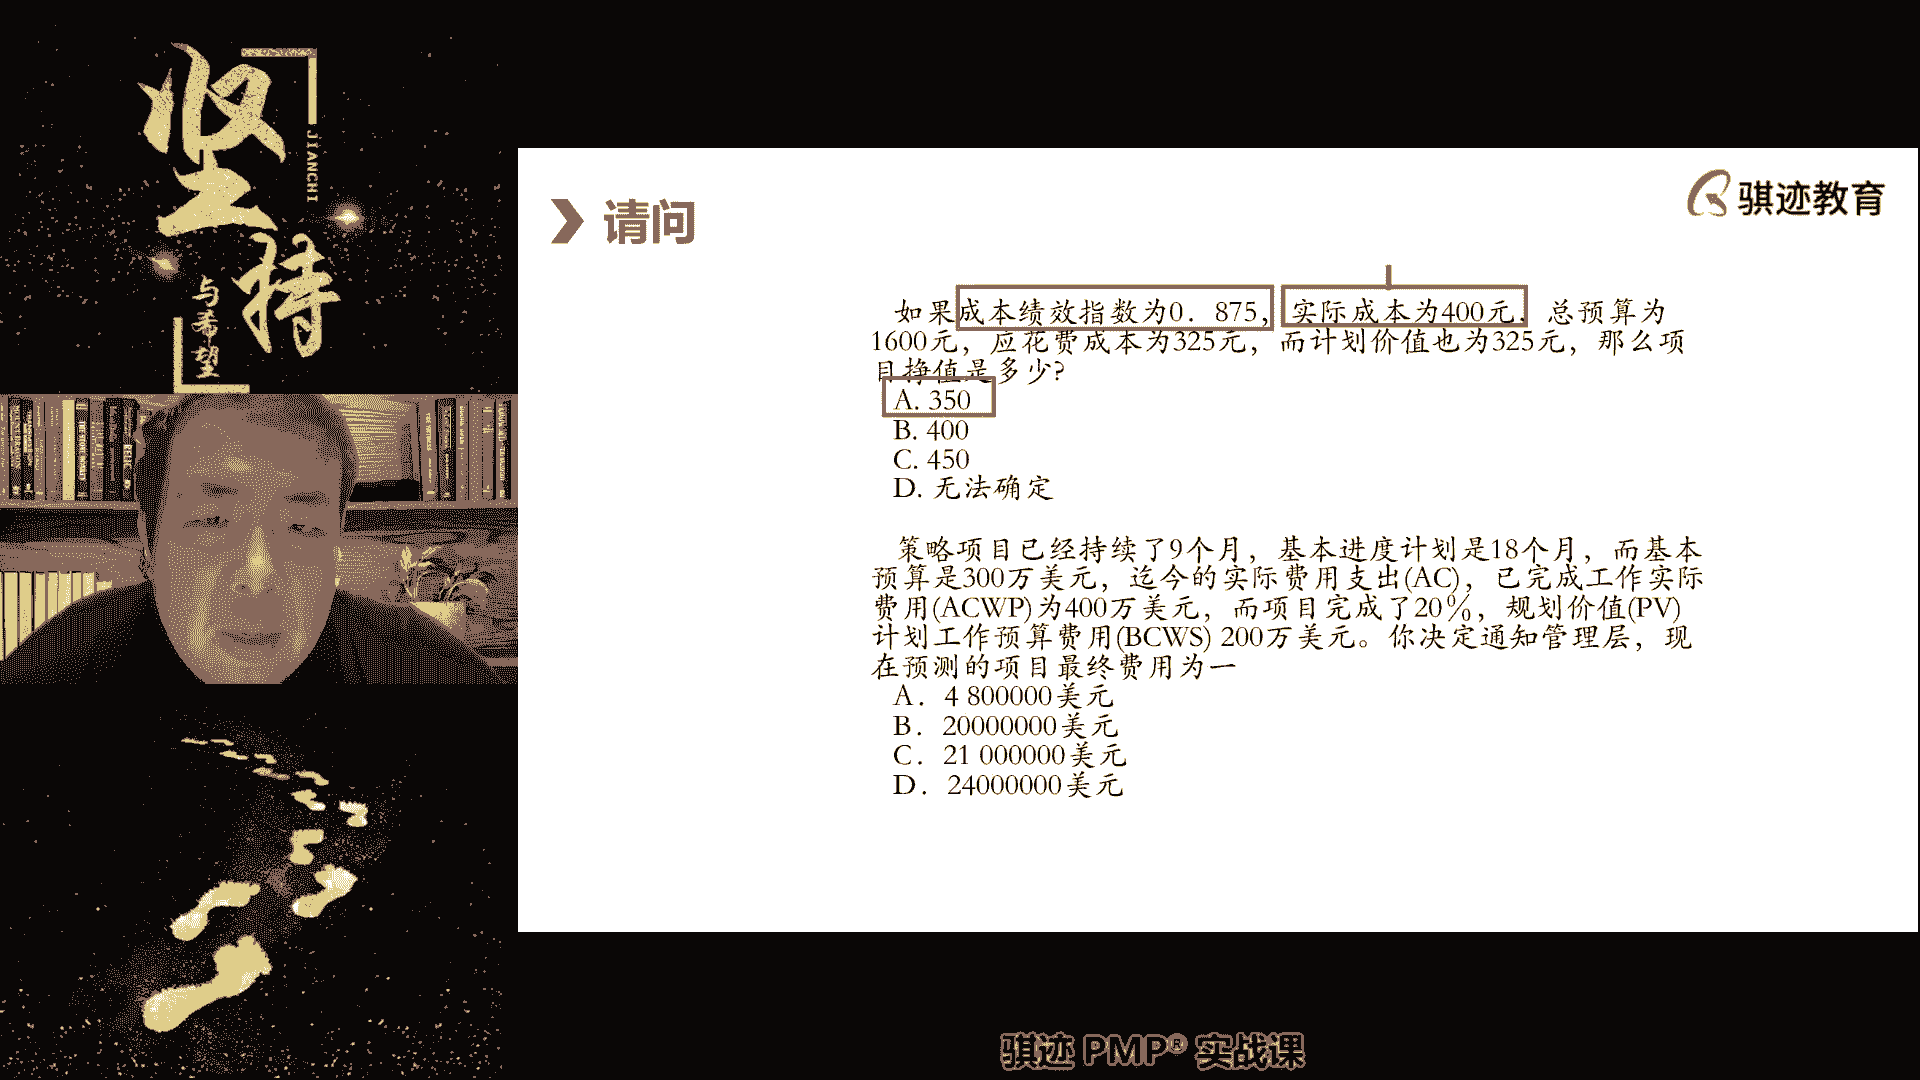 坚持
JIANCHI
与希望
请问
骐迹教育
如果成本绩效指数为0．875，实际成本为400元．总预算为
1600元，应花费成本为325元，而计划价值也为325元，那么项
目挣值是多少?
A. 350
B. 400
C. 450
D. 无法确定
策略项目已经持续了9个月，基本进度计划是18个月，而基本
预算是300万美元，迄今的实际费用支出(AC)，已完成工作实际
费用(ACWP)为400万美元，而项目完成了20%，规划价值(PV)
计划工作预算费用(BCWS) 200万美元。你决定通知管理层，现
在预测的项目最终费用为一
A．4 800000美元
B．20000000美元
C．21 000000美元
D．24000000美元
骐迹 PMP® 实战课